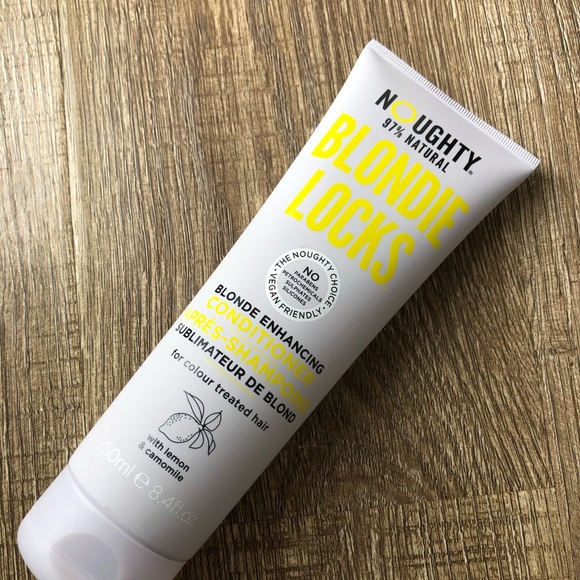 NOUGHTY®
97% NATURAL
BLONDIE
LOCKS
THE NOUGHTY CHOICE
NO
PARABENS
PETROCHEMICALS
SULPHATES
SILICONES
VEGAN FRIENDLY
BLONDE ENHANCING
CONDITIONER
APRÈS-SHAMPOOING
SUBLIMATEUR DE BLOND
for colour treated hair
with lemon
& camomile
250ml e 8.4fl.oz